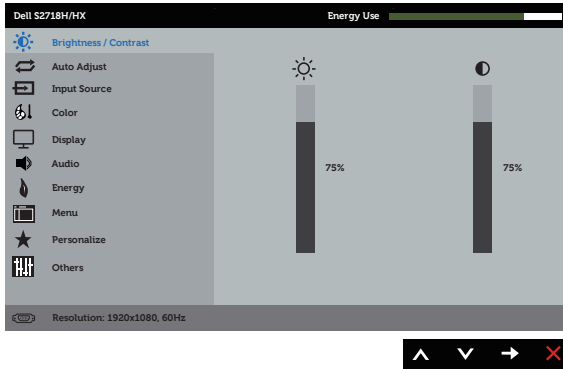 Dell S2718H/HX Energy Use
Brightness / Contrast
Auto Adjust
Input Source
Color
Display
Audio
Energy
Menu
Personalize
Others
75% 75%
Resolution: 1920x1080, 60Hz